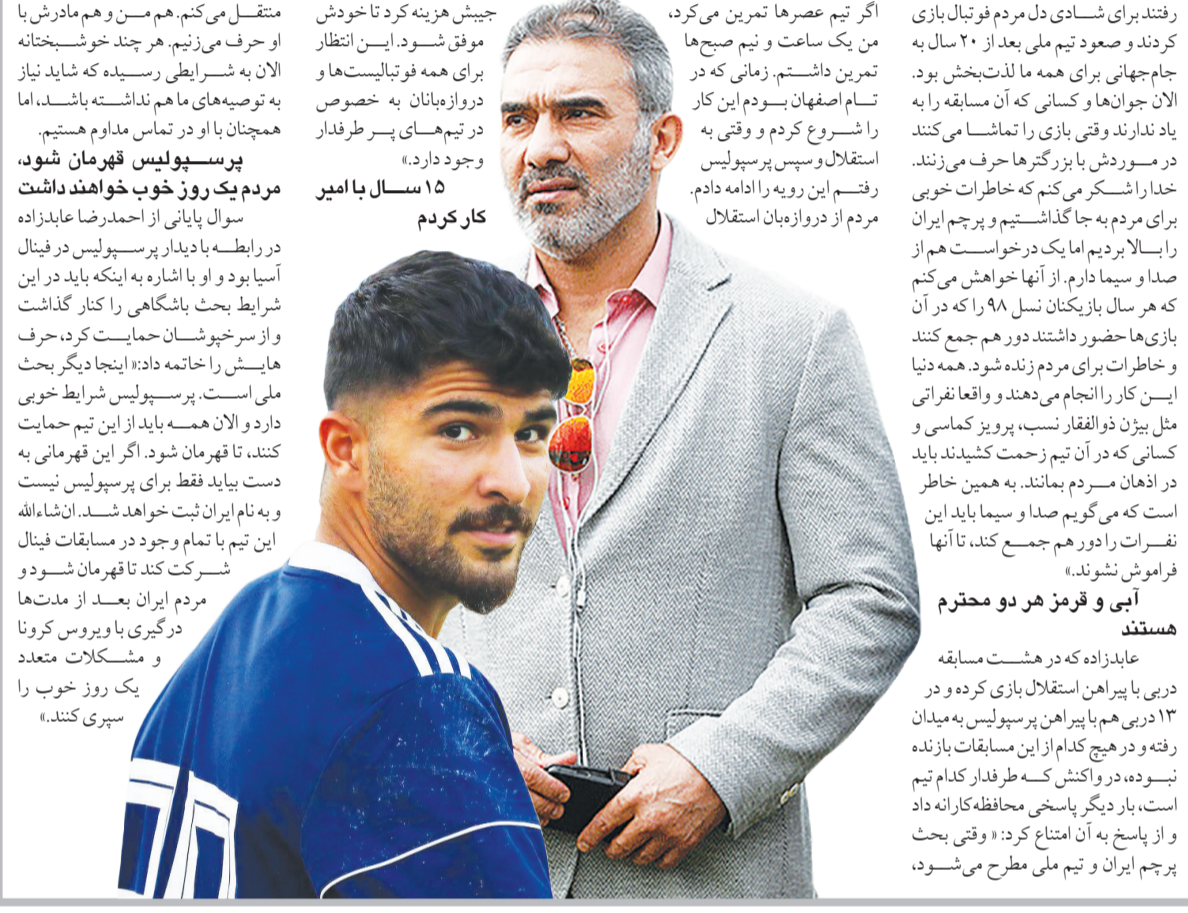 رفتند برای شادی دل مردم فوتبال بازی
کردند و صعود تیم ملی بعد از ۲۰ سال به
جام‌جهانی برای همه ما لذت‌بخش بود.
الان جوان‌ها و کسانی که آن مسابقه را به
یاد ندارند وقتی بازی را تماشا می‌کنند
در موردش با بزرگترها حرف می‌زنند.
خدا را شکر می‌کنم که خاطرات خوبی
برای مردم به جا گذاشتیم و پرچم ایران
را بالا بردیم اما یک درخواست هم از
صدا و سیما دارم. از آنها خواهش می‌کنم
که هر سال بازیکنان نسل ۹۸ را که در آن
بازی‌ها حضور داشتند دور هم جمع کنند
و خاطرات برای مردم زنده شود. همه دنیا
این کار را انجام می‌دهند و واقعا نفراتی
مثل بیژن ذوالفقار نسب، پرویز کماسی و
کسانی که در آن تیم زحمت کشیدند باید
در اذهان مردم بمانند. به همین خاطر
است که می‌گویم صدا و سیما باید این
نفرات را دور هم جمع کند، تا آنها
فراموش نشوند.»
آبی و قرمز هر دو محترم
هستند
عابدزاده که در هشت مسابقه
دربی با پیراهن استقلال بازی کرده و در
۱۳ دربی هم با پیراهن پرسپولیس به میدان
رفته و در هیچ کدام از این مسابقات بازنده
نبوده، در واکنش که طرفدار کدام تیم
است، بار دیگر پاسخی محافظه‌کارانه داد
و از پاسخ به آن امتناع کرد: « وقتی بحث
پرچم ایران و تیم ملی مطرح می‌شود،
اگر تیم عصرها تمرین می‌کرد،
من یک ساعت و نیم صبح‌ها
تمرین داشتم. زمانی که در
تام اصفهان بودم این کار
را شروع کردم و وقتی به
استقلال و سپس پرسپولیس
رفتم این رویه را ادامه دادم.
مردم از دروازه‌بان استقلال
جیبش هزینه کرد تا خودش
موفق شود. این انتظار
برای همه فوتبالیست‌ها و
دروازه‌بانان به خصوص
در تیم‌های پر طرفدار
وجود دارد.»
۱۵ سال با امیر
کار کردم
منتقل می‌کنم. هم من و هم مادرش با
او حرف می‌زنیم. هر چند خوشبختانه
الان به شرایطی رسیده که شاید نیاز
به توصیه‌های ما هم نداشته باشد، اما
همچنان با او در تماس مداوم هستیم.
پرسپولیس قهرمان شود،
مردم یک روز خوب خواهند داشت
سوال پایانی از احمدرضا عابدزاده
در رابطه با دیدار پرسپولیس در فینال
آسیا بود و او با اشاره به اینکه باید در این
شرایط بحث باشگاهی را کنار گذاشت
و از سرخپوشان حمایت کرد، حرف
هایش را خاتمه داد:« اینجا دیگر بحث
ملی است. پرسپولیس شرایط خوبی
دارد و الان همه باید از این تیم حمایت
کنند، تا قهرمان شود. اگر این قهرمانی به
دست بیاید فقط برای پرسپولیس نیست
و به نام ایران ثبت خواهد شد. ان‌شاءالله
این تیم با تمام وجود در مسابقات فینال
شرکت کند تا قهرمان شود و
مردم ایران بعد از مدت‌ها
درگیری با ویروس کرونا
و مشکلات متعدد
یک روز خوب را
سپری کنند.»